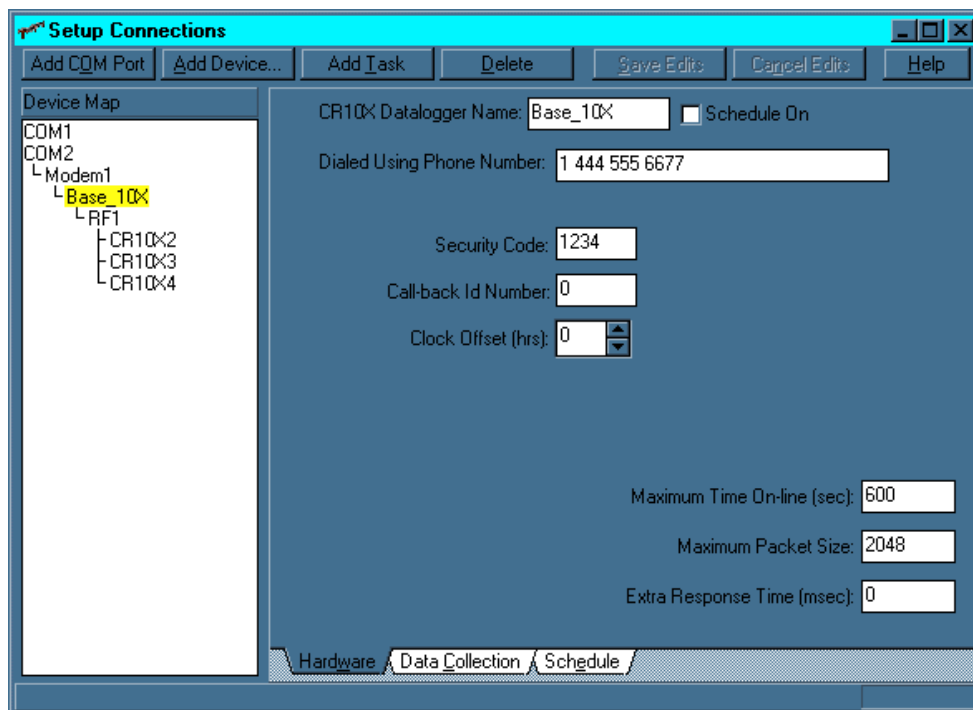 Setup Connections
Add COM Port Add Device... Add Task Delete Save Edits Cancel Edits Help
Device Map
COM1
COM2
Modem1
Base_10X
RF1
CR10X2
CR10X3
CR10X4
CR10X Datalogger Name: Base_10X Schedule On
Dialed Using Phone Number: 1 444 555 6677
Security Code: 1234
Call-back Id Number: 0
Clock Offset (hrs): 0
Maximum Time On-line (sec): 600
Maximum Packet Size: 2048
Extra Response Time (msec): 0
Hardware Data Collection Schedule